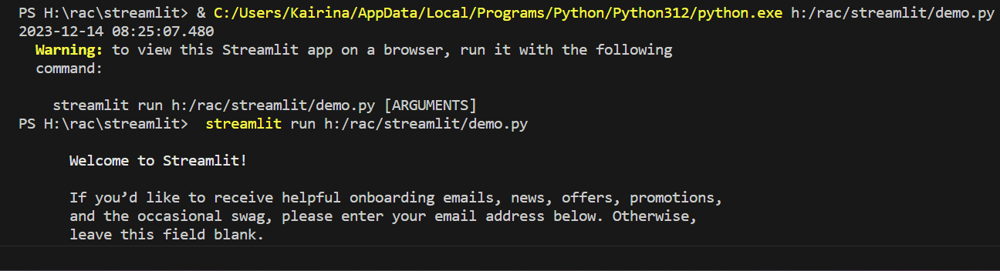 PS H:\rac\streamlit> & C:/Users/Kairina/AppData/Local/Programs/Python/Python312/python.exe h:/rac/streamlit/demo.py
2023-12-14 08:25:07.480
Warning: to view this Streamlit app on a browser, run it with the following
command:
streamlit run h:/rac/streamlit/demo.py [ARGUMENTS]
PS H:\rac\streamlit>  streamlit run h:/rac/streamlit/demo.py
Welcome to Streamlit!
If you’d like to receive helpful onboarding emails, news, offers, promotions,
and the occasional swag, please enter your email address below. Otherwise,
leave this field blank.